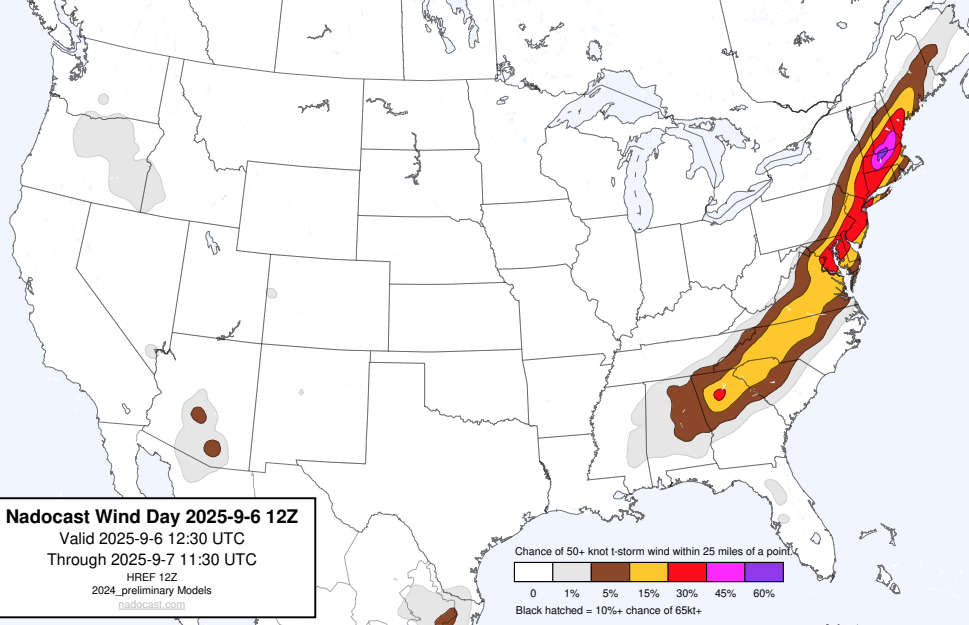 Nadocast Wind Day 2025-9-6 12Z
Valid 2025-9-6 12:30 UTC
Through 2025-9-7 11:30 UTC
HREF 12Z
2024_preliminary Models
nadocast.com
Chance of 50+ knot t-storm wind within 25 miles of a point.
0 1% 5% 15% 30% 45% 60%
Black hatched = 10%+ chance of 65kt+